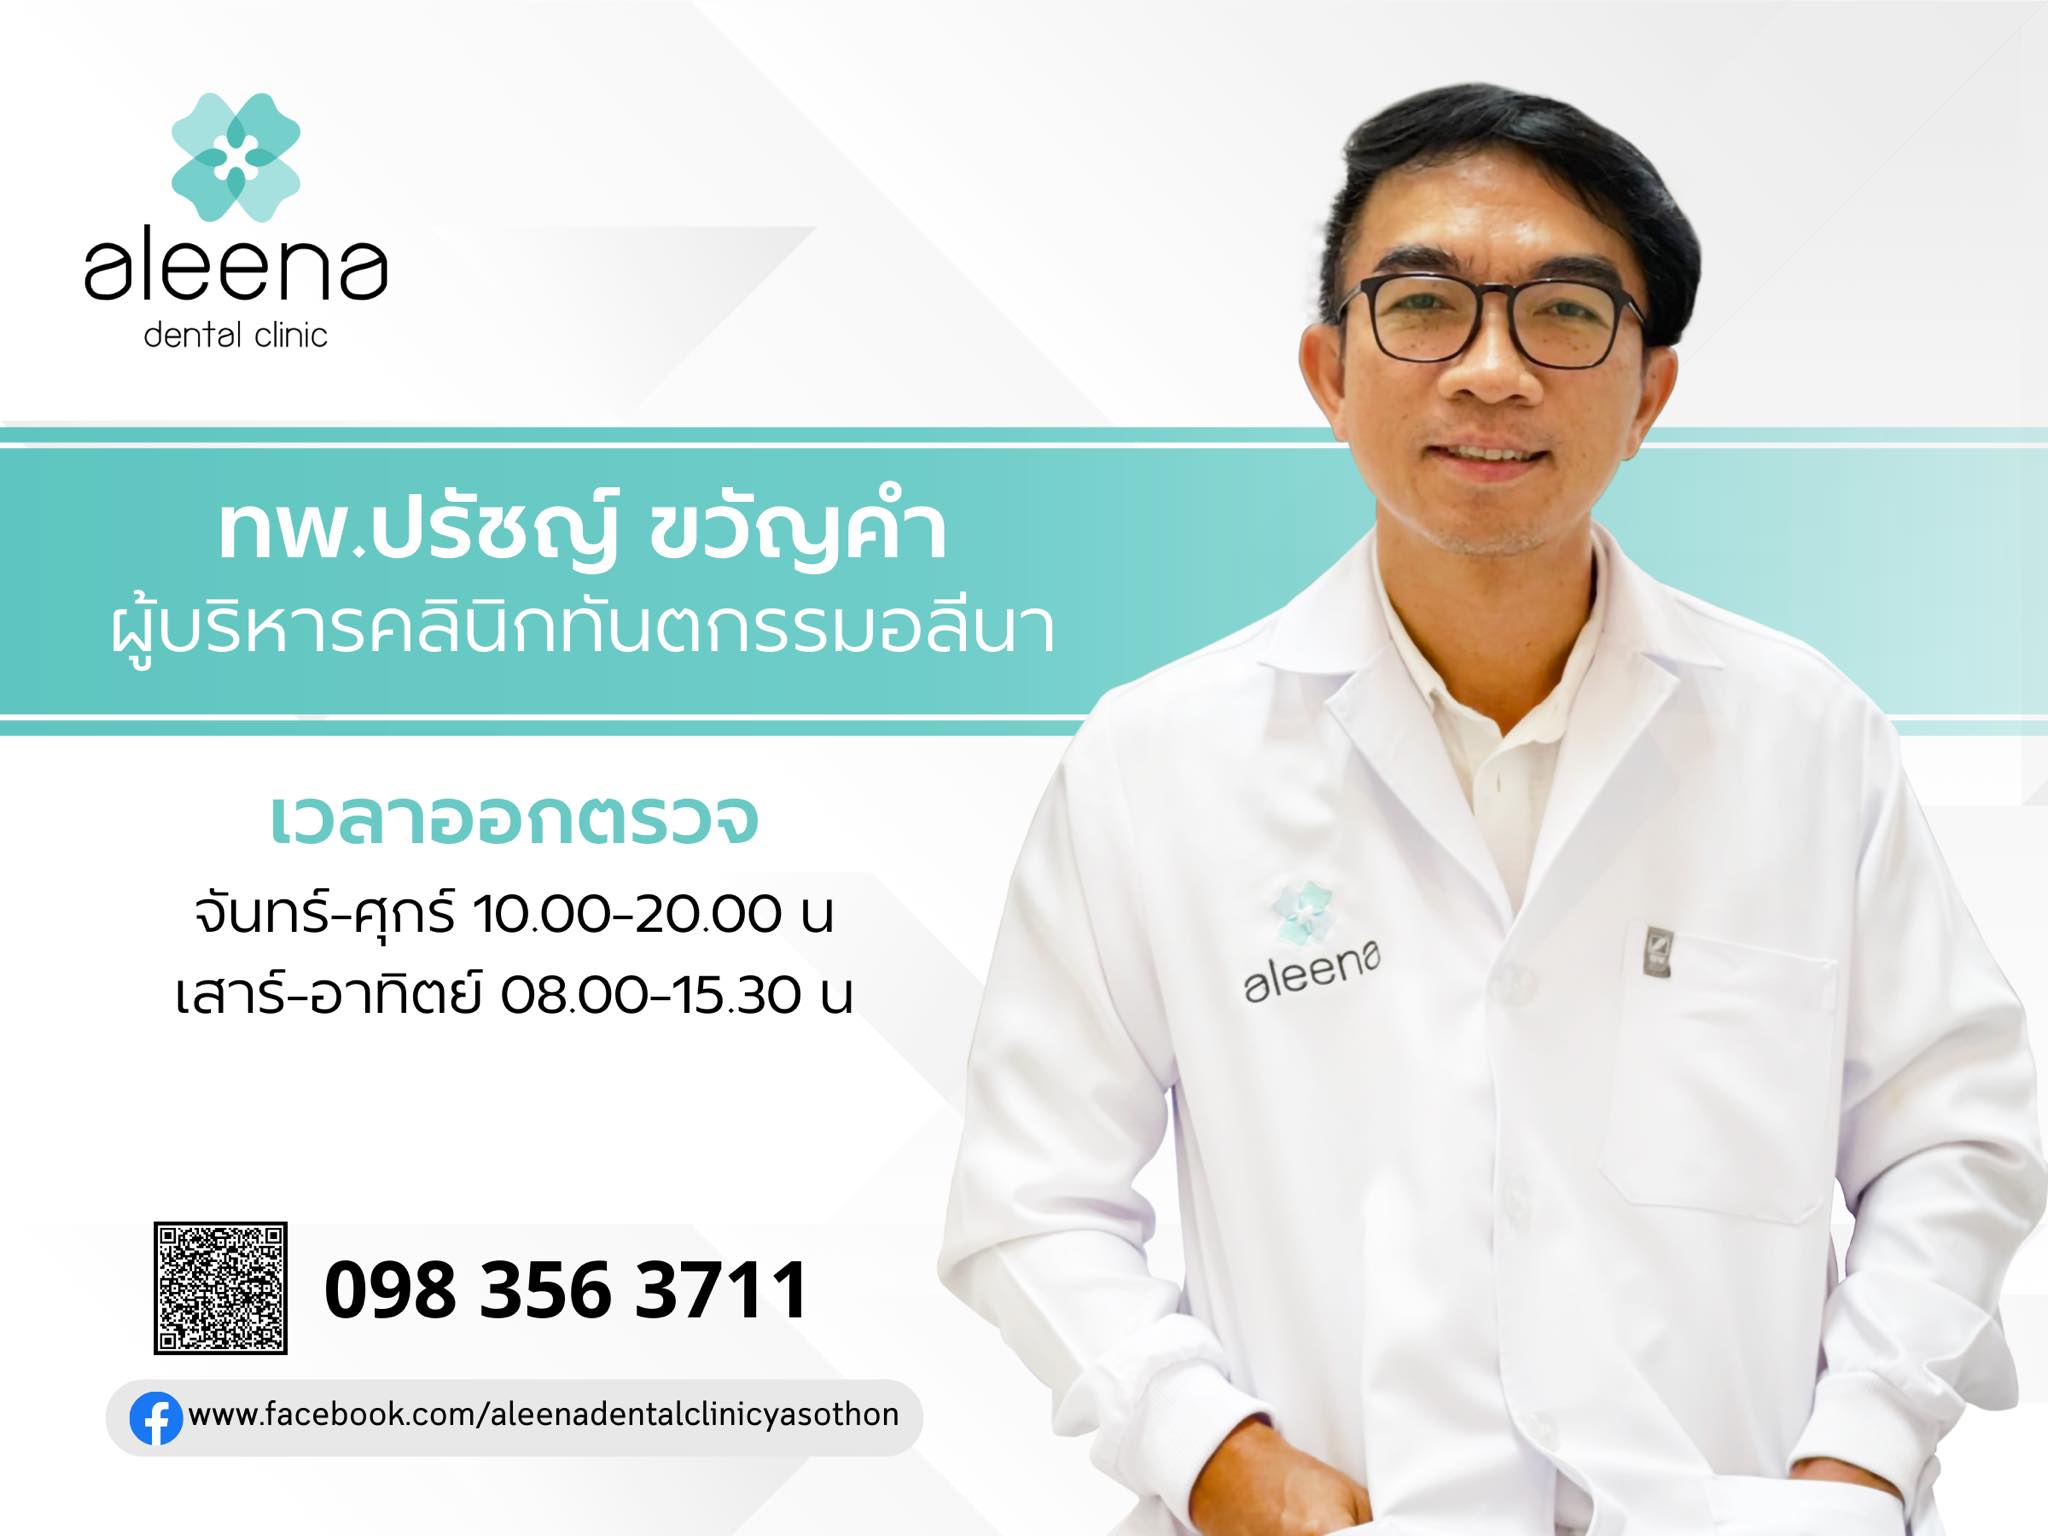 aleena
dental clinic
ทพ.ปรัชญ์ ขวัญคำ
ผู้บริหารคลินิกทันตกรรมอลีนา
เวลาออกตรวจ
จันทร์-ศุกร์ 10.00-20.00 น
เสาร์-อาทิตย์ 08.00-15.30 น
aleena
098 356 3711
www.facebook.com/aleenadentalclinicyasothon